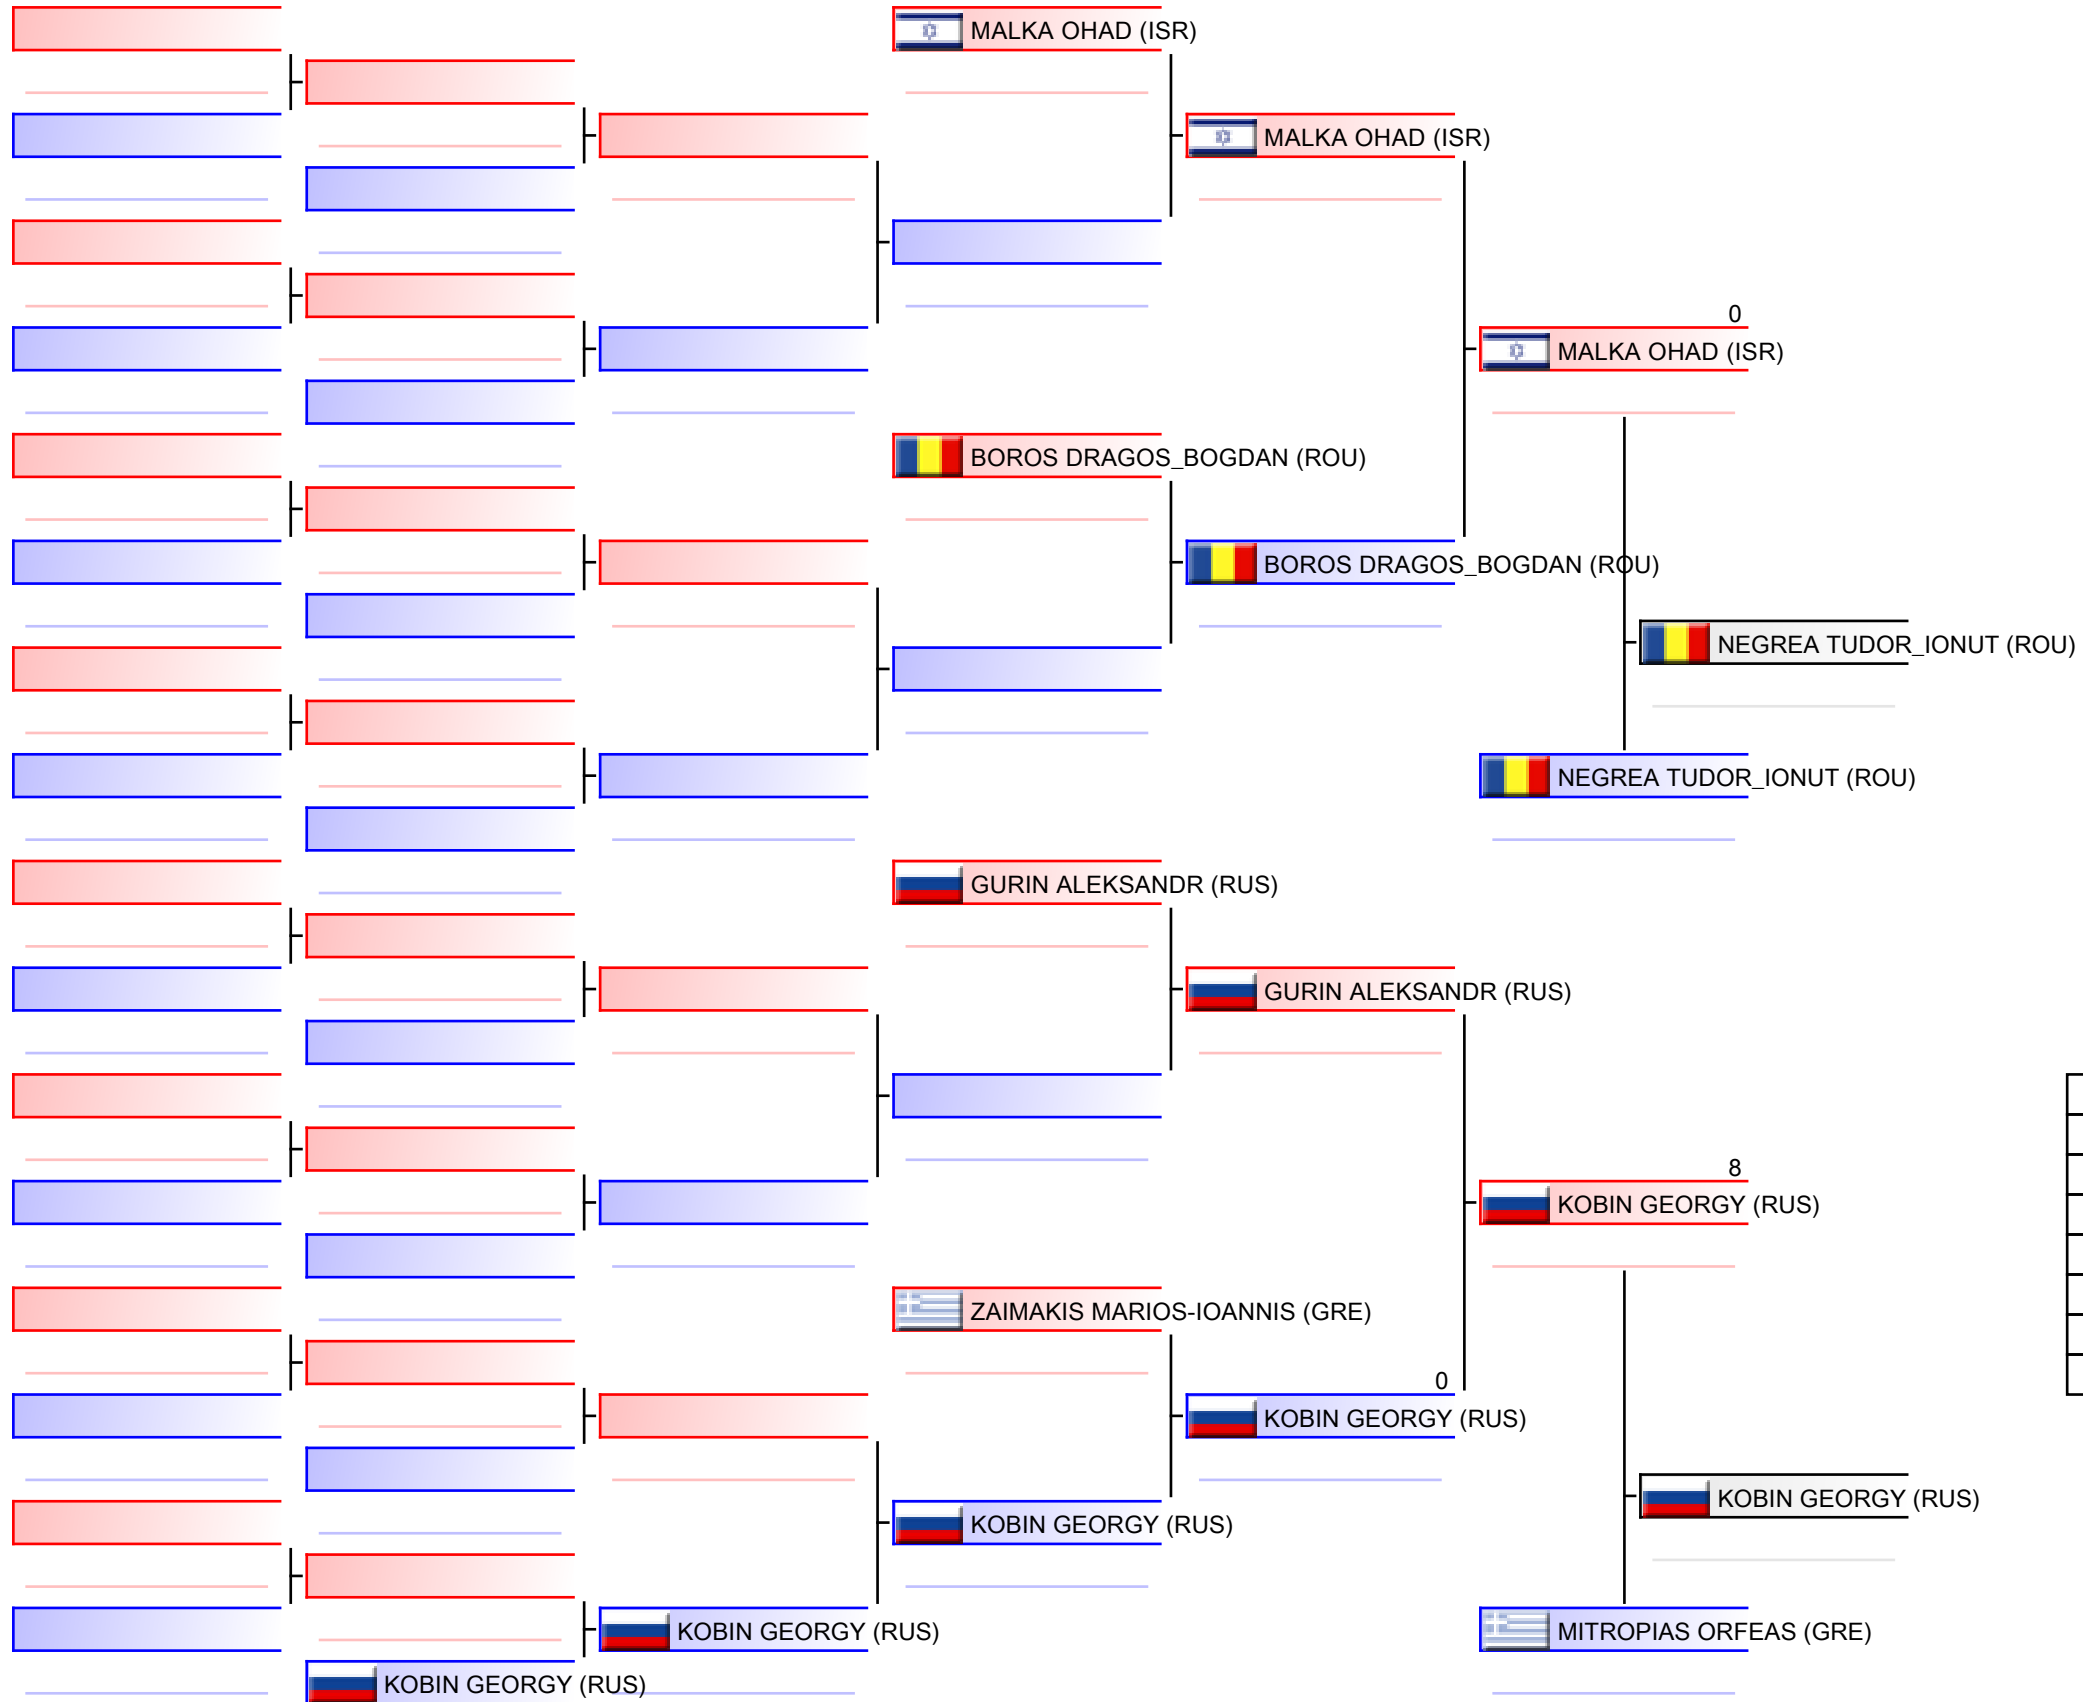 MALKA OHAD (ISR)
MALKA OHAD (ISR)
0
MALKA OHAD (ISR)
BOROS DRAGOS_BOGDAN (ROU)
BOROS DRAGOS_BOGDAN (ROU)
NEGREA TUDOR_IONUT (ROU)
NEGREA TUDOR_IONUT (ROU)
GURIN ALEKSANDR (RUS)
GURIN ALEKSANDR (RUS)
8
KOBIN GEORGY (RUS)
ZAIMAKIS MARIOS-IOANNIS (GRE)
0
KOBIN GEORGY (RUS)
KOBIN GEORGY (RUS)
KOBIN GEORGY (RUS)
KOBIN GEORGY (RUS)
MITROPIAS ORFEAS (GRE)
KOBIN GEORGY (RUS)